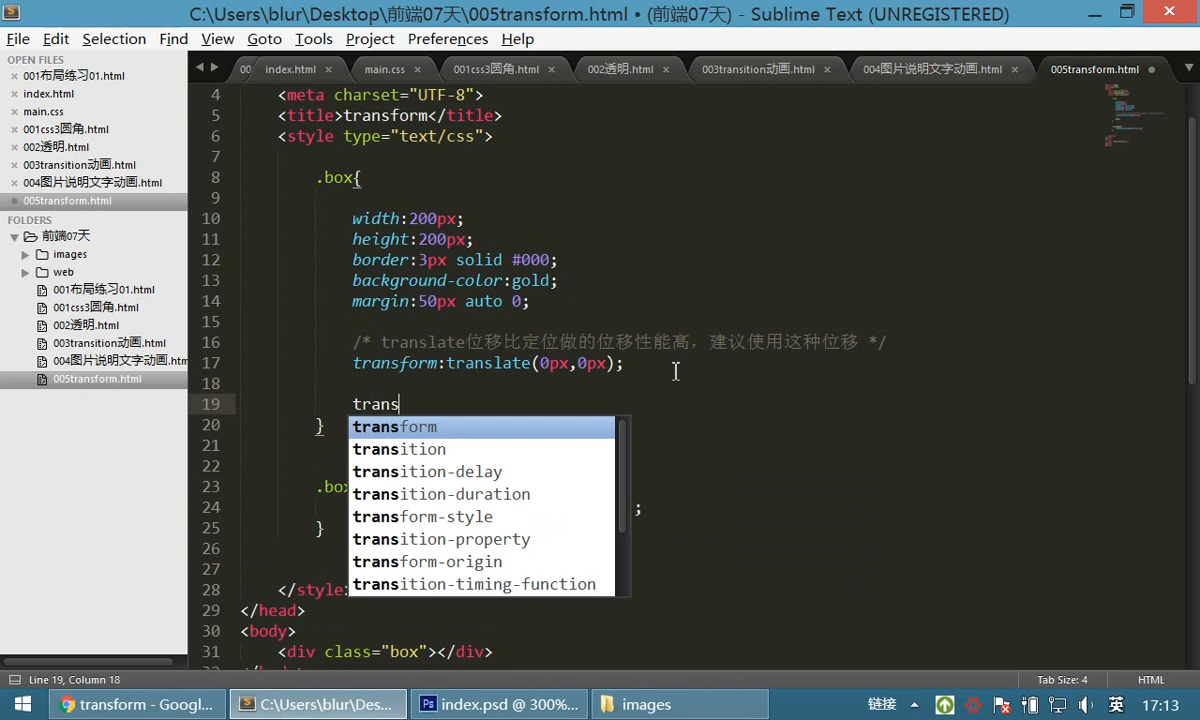 C:\Users\blur\Desktop\前端07天\005transform.html • (前端07天) - Sublime Text (UNREGISTERED)
File Edit Selection Find View Goto Tools Project Preferences Help
OPEN FILES
001布局练习01.html
index.html
main.css
001css3圆角.html
002透明.html
003transition动画.html
004图片说明文字动画.html
005transform.html
FOLDERS
前端07天
images
web
001布局练习01.html
001css3圆角.html
002透明.html
003transition动画.html
004图片说明文字动画.htm
005transform.html
00 index.html main.css 001css3圆角.html 002透明.html 003transition动画.html 004图片说明文字动画.html 005transform.html
4 <meta charset="UTF-8">
5 <title>transform</title>
6 <style type="text/css">
7
8 .box{
9
10 width:200px;
11 height:200px;
12 border:3px solid #000;
13 background-color:gold;
14 margin:50px auto 0;
15
16 /* translate位移比定位做的位移性能高，建议使用这种位移 */
17 transform:translate(0px,0px);
18
19 trans
20 }
21
22
23 .box
24 ;
25 }
26
27
28 </style>
29 </head>
30 <body>
31 <div class="box"></div>
transform
transition
transition-delay
transition-duration
transform-style
transition-property
transform-origin
transition-timing-function
Line 19, Column 18 Tab Size: 4 HTML
transform - Googl... C:\Users\blur\Des... index.psd @ 300%... images 链接 英 17:13